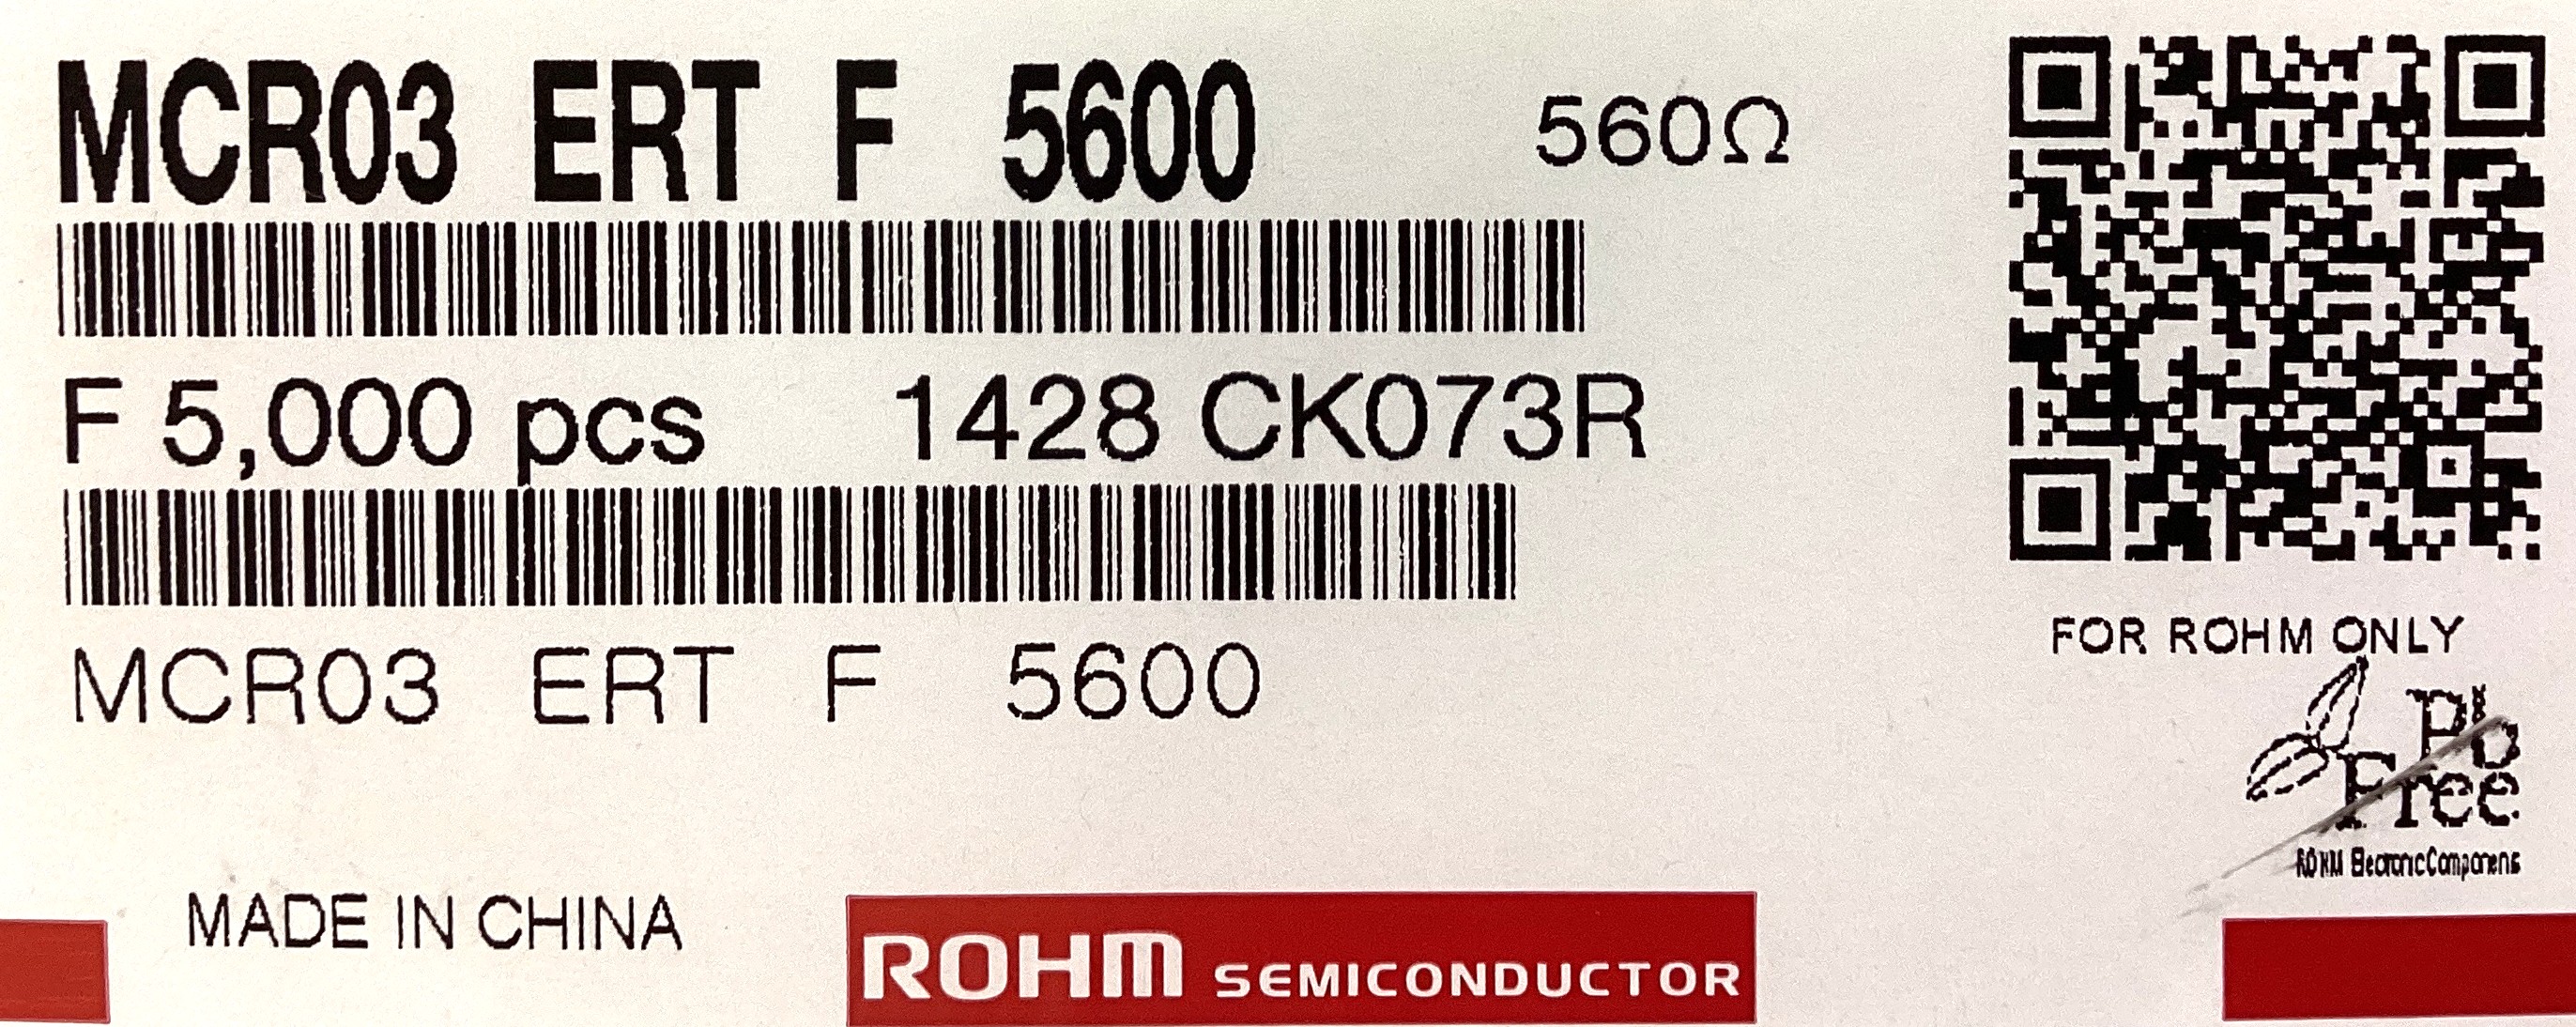 MCR03 ERT F 5600 560Ω
F 5,000 pcs 1428 CK073R
MCR03 ERT F 5600
FOR ROHM ONLY
Pb
Free
ROHM Electronic Components
MADE IN CHINA
ROHM SEMICONDUCTOR